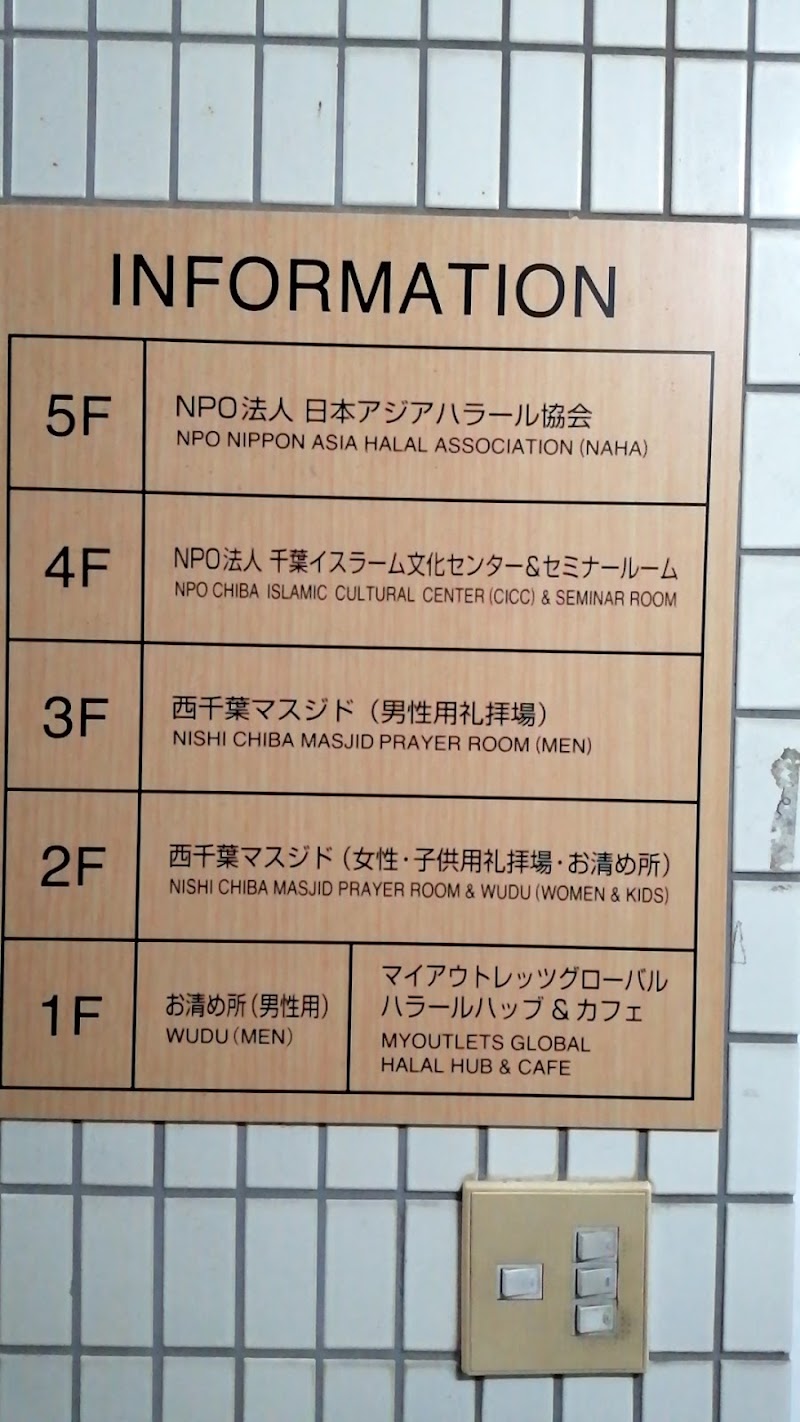 INFORMATION
5F
NPO法人 日本アジアハラール協会
NPO NIPPON ASIA HALAL ASSOCIATION (NAHA)
4F
NPO法人 千葉イスラーム文化センター&セミナールーム
NPO CHIBA ISLAMIC CULTURAL CENTER (CICC) & SEMINAR ROOM
3F
西千葉マスジド（男性用礼拝場）
NISHI CHIBA MASJID PRAYER ROOM (MEN)
2F
西千葉マスジド（女性・子供用礼拝場・お清め所）
NISHI CHIBA MASJID PRAYER ROOM & WUDU (WOMEN & KIDS)
1F
お清め所（男性用）
WUDU (MEN)
マイアウトレッツグローバル
ハラールハッブ & カフェ
MYOUTLETS GLOBAL
HALAL HUB & CAFE